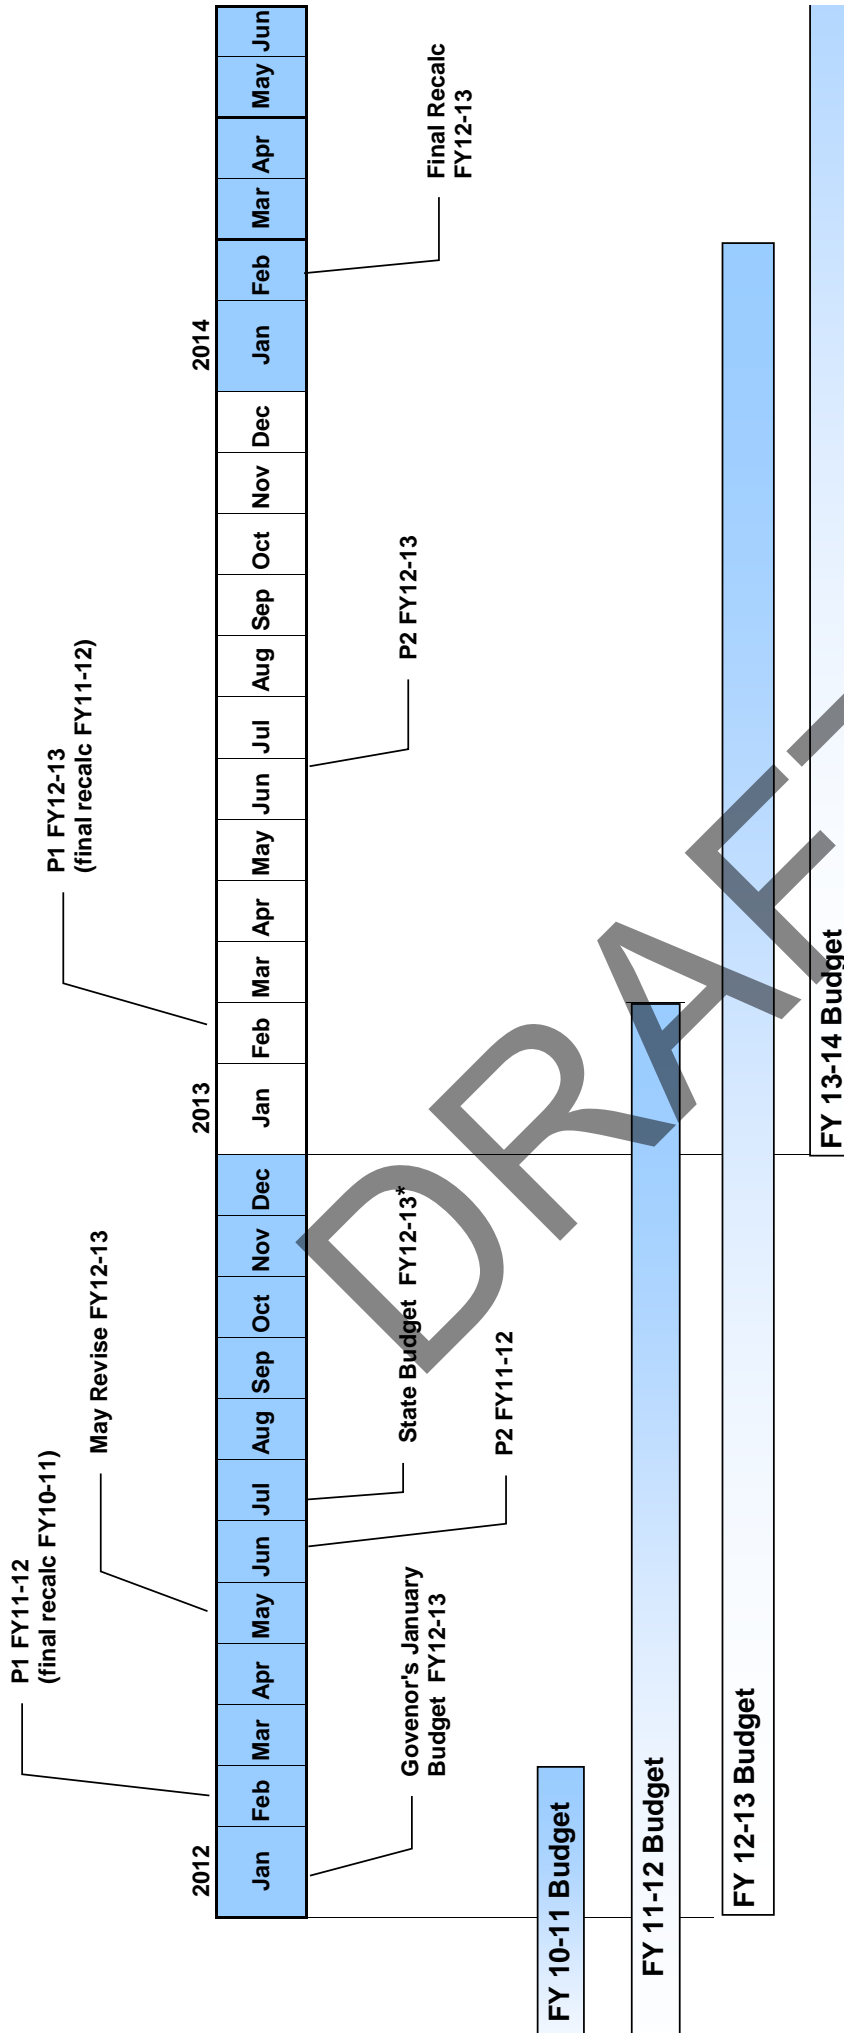 P1 FY11-12
(final recalc FY10-11)
May Revise FY12-13
P1 FY12-13
(final recalc FY11-12)
2012
2013
2014
Jan
Feb
Mar
Apr
May
Jun
Jul
Aug
Sep
Oct
Nov
Dec
Jan
Feb
Mar
Apr
May
Jun
Jul
Aug
Sep
Oct
Nov
Dec
Jan
Feb
Mar
Apr
May
Jun
Govenor's January
Budget FY12-13
State Budget FY12-13*
P2 FY11-12
P2 FY12-13
Final Recalc
FY12-13
FY 10-11 Budget
FY 11-12 Budget
FY 12-13 Budget
FY 13-14 Budget
DRAFT